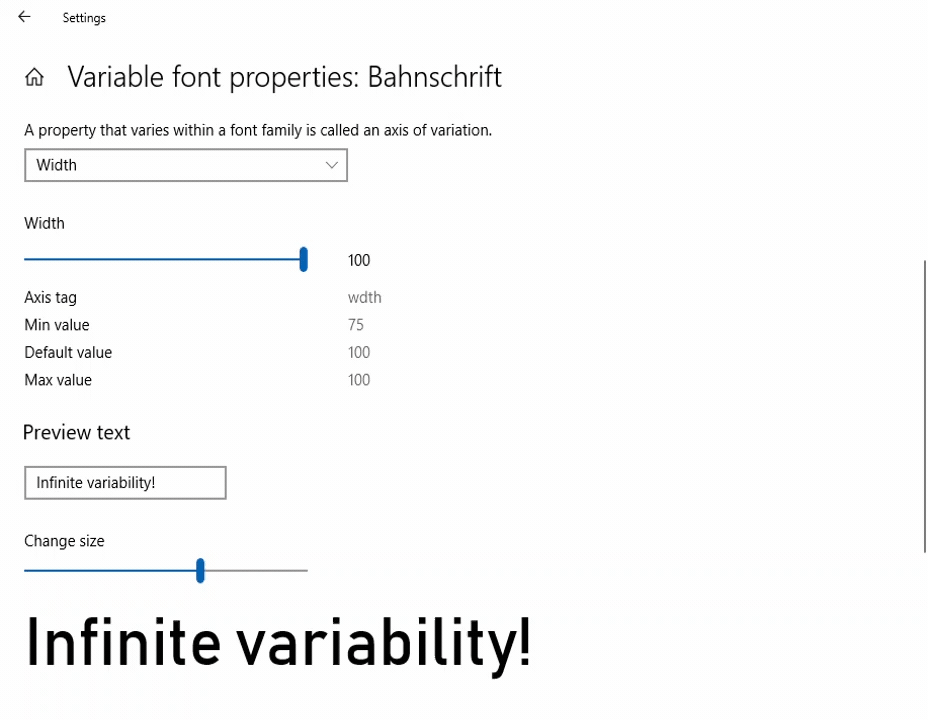 Settings
Variable font properties: Bahnschrift
A property that varies within a font family is called an axis of variation.
Width
Width
100
Axis tag wdth
Min value 75
Default value 100
Max value 100
Preview text
Infinite variability!
Change size
Infinite variability!